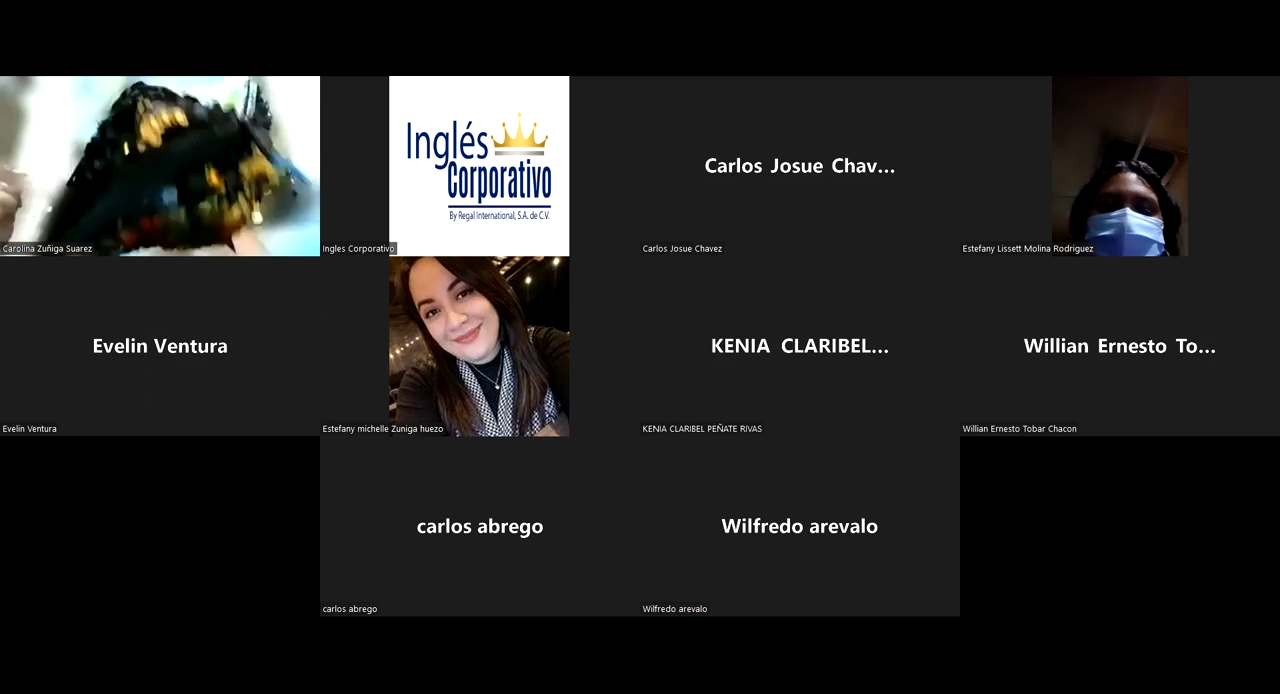 Inglés
Corporativo
By Regal International, S.A. de C.V.
Carlos Josue Chav...
Carolina Zuñiga Suarez
Ingles Corporativo
Carlos Josue Chavez
Estefany Lissett Molina Rodriguez
Evelin Ventura
KENIA CLARIBEL...
Willian Ernesto To...
Evelin Ventura
Estefany michelle Zuniga huezo
KENIA CLARIBEL PEÑATE RIVAS
Willian Ernesto Tobar Chacon
carlos abrego
Wilfredo arevalo
carlos abrego
Wilfredo arevalo